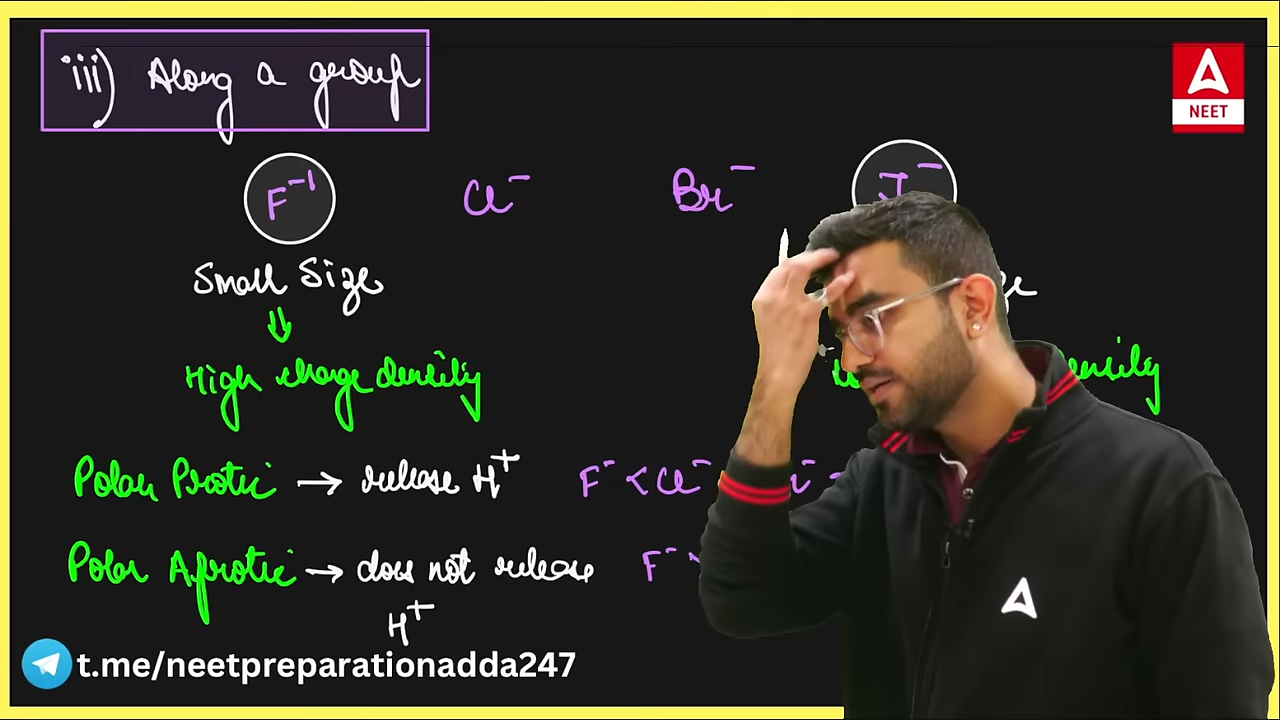 iii) Along a group
NEET
F⁻¹ Cl⁻ Br⁻ I⁻
Small Size
High charge density
Polar Protic → release H⁺ F⁻ < Cl⁻
Polar Aprotic → does not release F⁻
H⁺
t.me/neetpreparationadda247